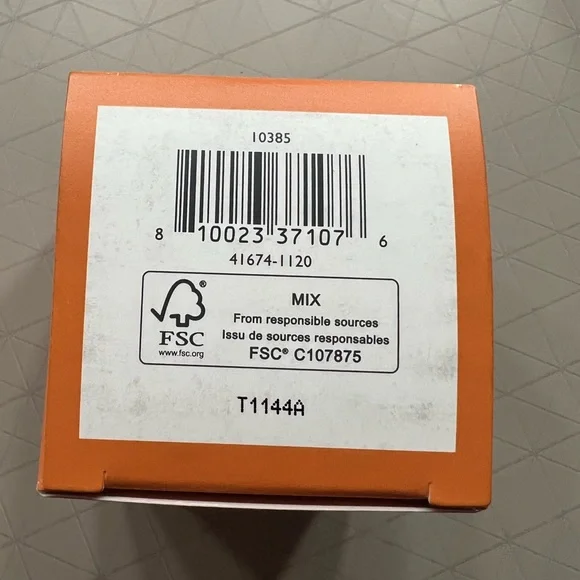 10385
8 10023 37107 6
41674-1120
®
FSC
www.fsc.org
MIX
From responsible sources
Issu de sources responsables
FSC® C107875
T1144A